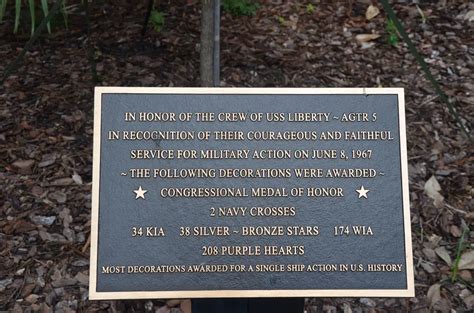 IN HONOR OF THE CREW OF USS LIBERTY ~ AGTR 5
IN RECOGNITION OF THEIR COURAGEOUS AND FAITHFUL
SERVICE FOR MILITARY ACTION ON JUNE 8, 1967
~ THE FOLLOWING DECORATIONS WERE AWARDED ~
★ CONGRESSIONAL MEDAL OF HONOR ★
2 NAVY CROSSES
34 KIA 38 SILVER ~ BRONZE STARS 174 WIA
208 PURPLE HEARTS
MOST DECORATIONS AWARDED FOR A SINGLE SHIP ACTION IN U.S. HISTORY